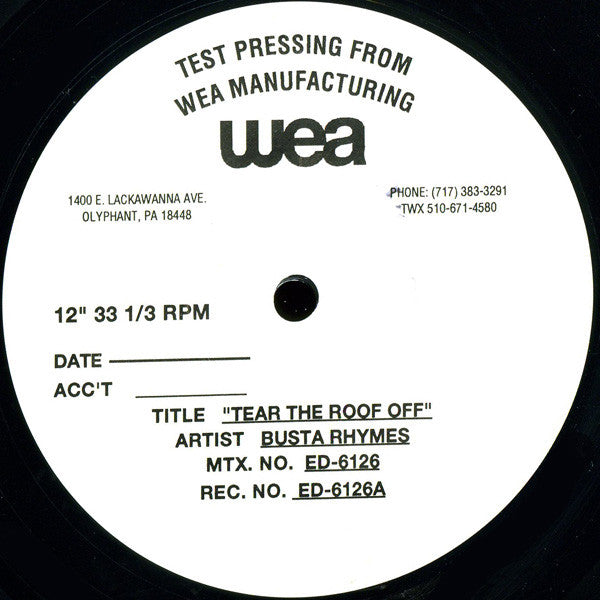 TEST PRESSING FROM
WEA MANUFACTURING
wea
1400 E. LACKAWANNA AVE.
OLYPHANT, PA 18448
PHONE: (717) 383-3291
TWX 510-671-4580
12" 33 1/3 RPM
DATE
ACC'T
TITLE "TEAR THE ROOF OFF"
ARTIST BUSTA RHYMES
MTX. NO. ED-6126
REC. NO. ED-6126A